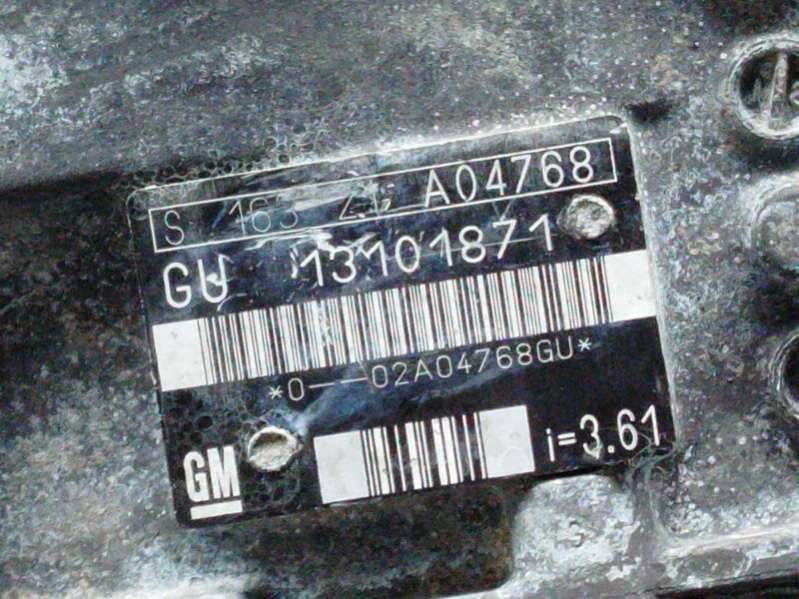 S 163 A04768
GU 13101871
*0--02A04768GU*
GM i=3.61